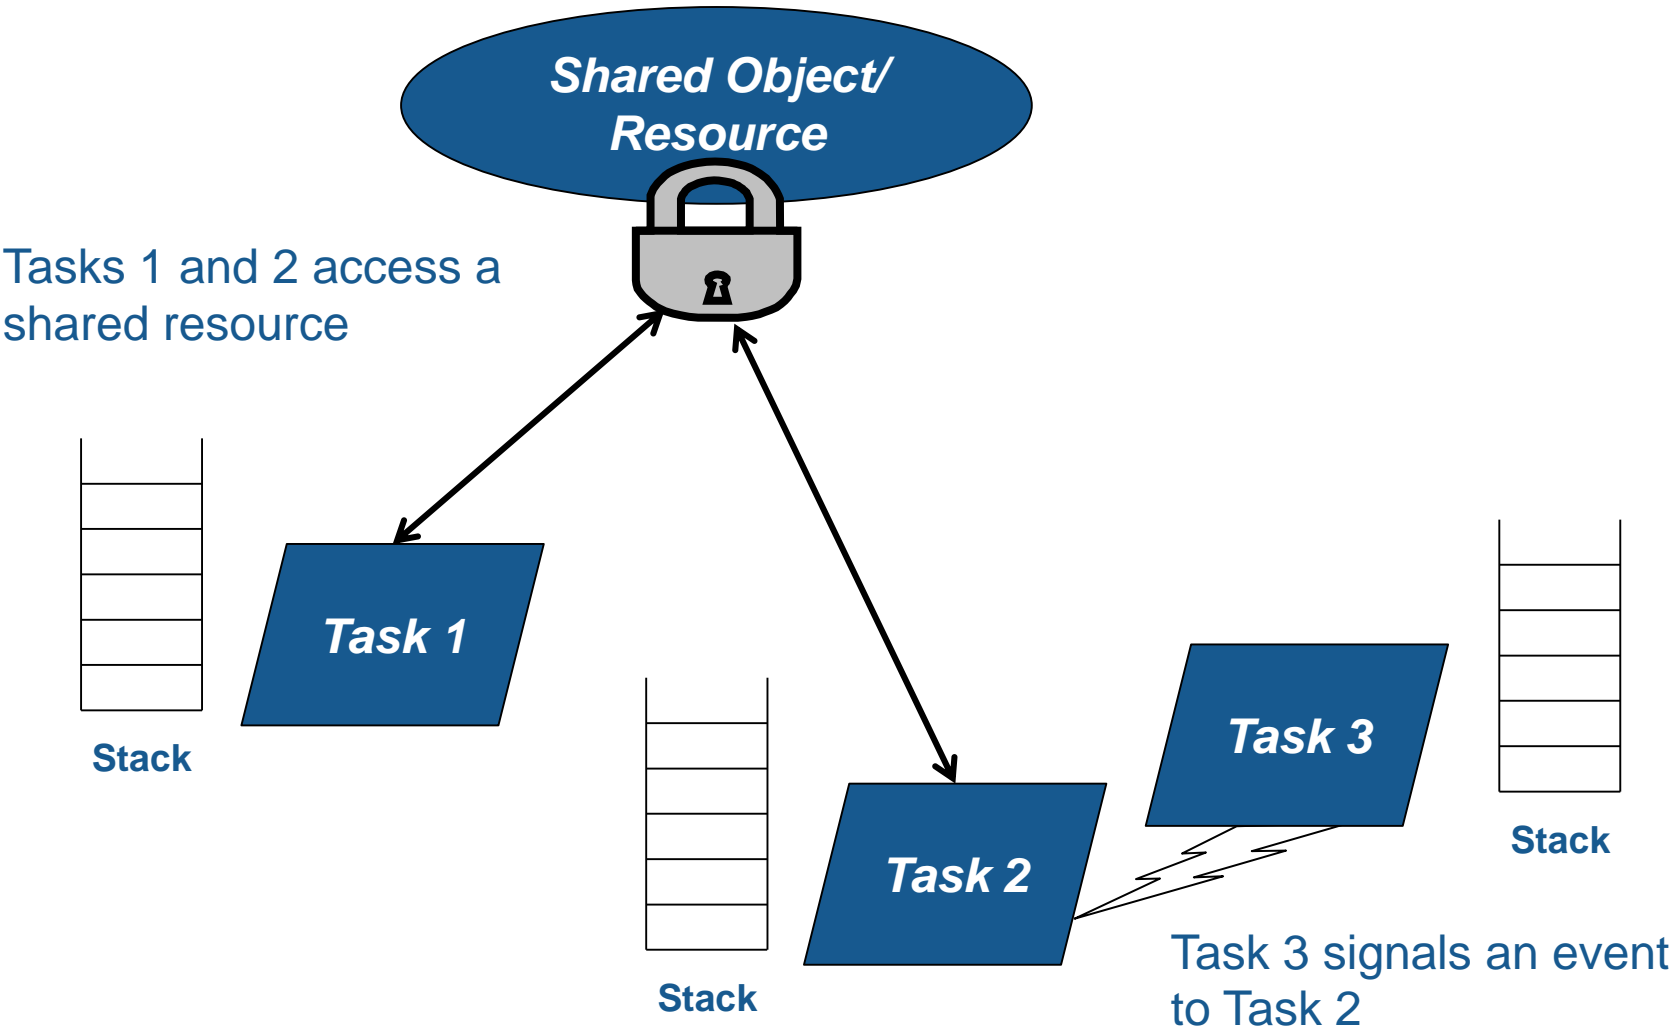 Shared Object/
Resource
Tasks 1 and 2 access a
shared resource
Task 1
Stack
Task 3
Stack
Task 2
Stack
Task 3 signals an event
to Task 2